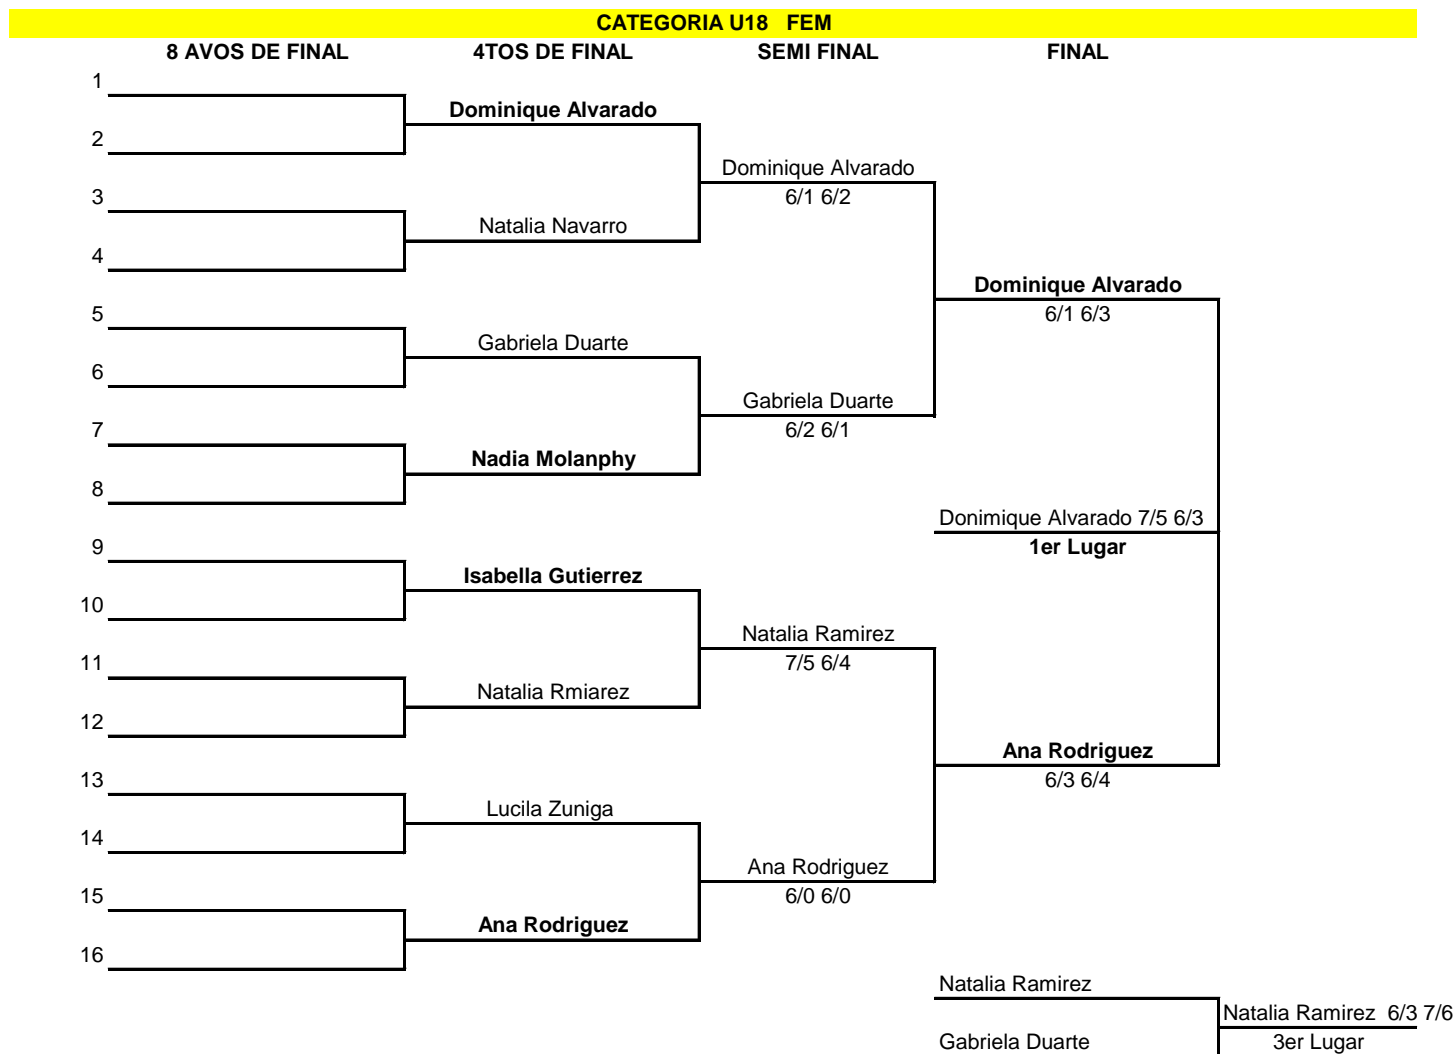 CATEGORIA U18   FEM
8 AVOS DE FINAL 4TOS DE FINAL SEMI FINAL FINAL
1
Dominique Alvarado
2
Dominique Alvarado
3
6/1 6/2
Natalia Navarro
4
Dominique Alvarado
5
6/1 6/3
Gabriela Duarte
6
Gabriela Duarte
7
6/2 6/1
Nadia Molanphy
8
Donimique Alvarado 7/5 6/3
9
1er Lugar
Isabella Gutierrez
10
Natalia Ramirez
11
7/5 6/4
Natalia Rmiarez
12
Ana Rodriguez
13
6/3 6/4
Lucila Zuniga
14
Ana Rodriguez
15
6/0 6/0
Ana Rodriguez
16
Natalia Ramirez
Natalia Ramirez  6/3 7/6
Gabriela Duarte
3er Lugar